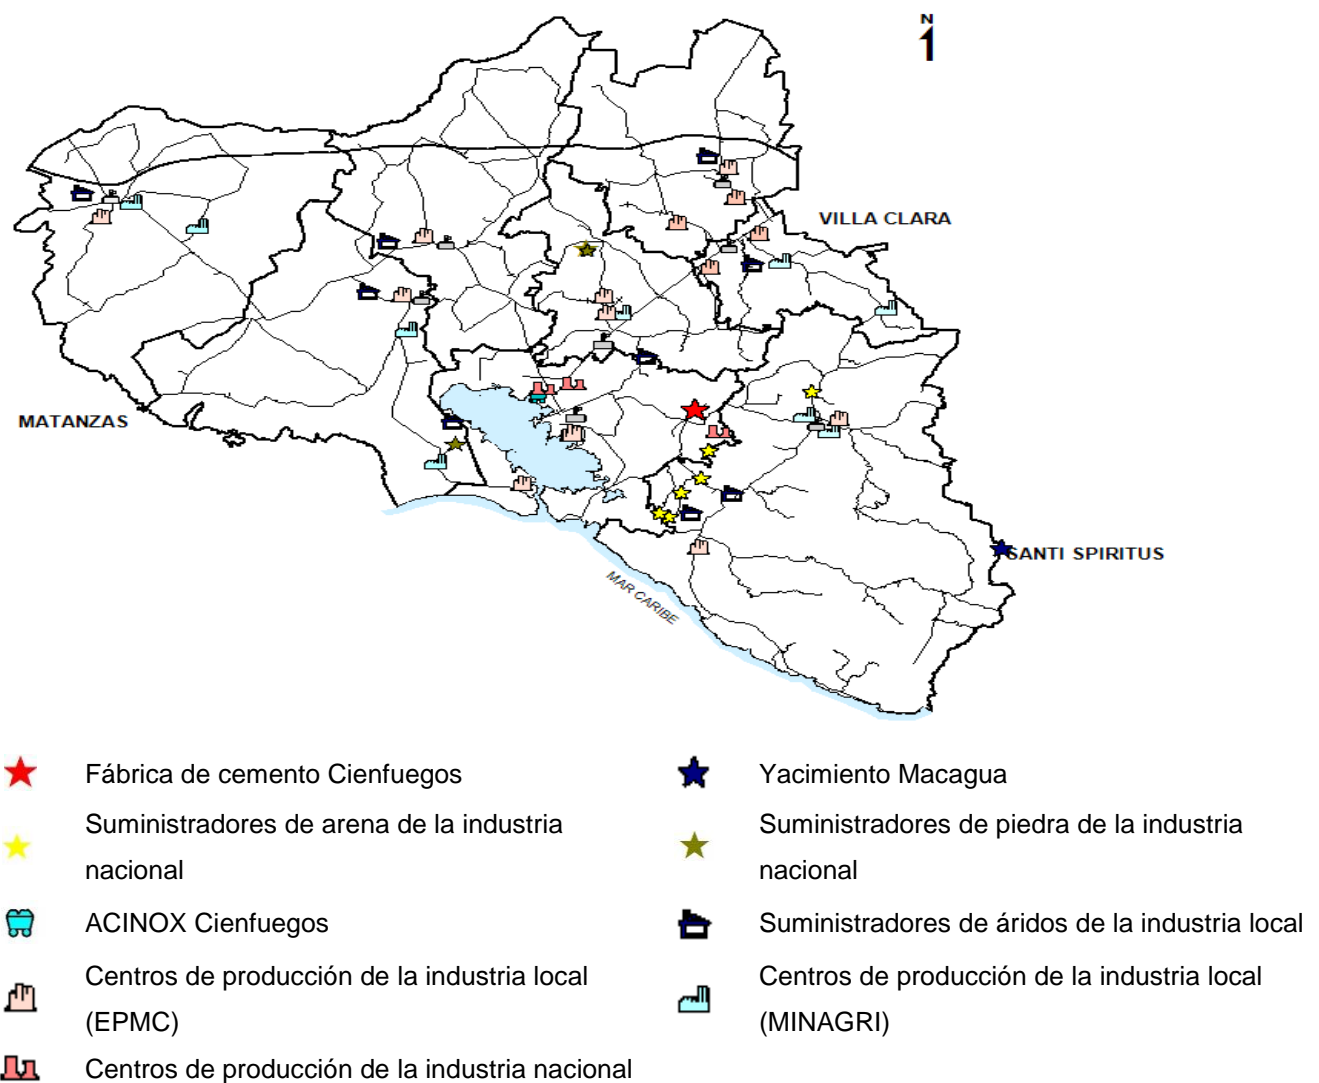 N
VILLA CLARA
MATANZAS
SANTI SPIRITUS
MAR CARIBE
Fábrica de cemento Cienfuegos
Yacimiento Macagua
Suministradores de arena de la industria
nacional
Suministradores de piedra de la industria
nacional
ACINOX Cienfuegos
Suministradores de áridos de la industria local
Centros de producción de la industria local
(EPMC)
Centros de producción de la industria local
(MINAGRI)
Centros de producción de la industria nacional